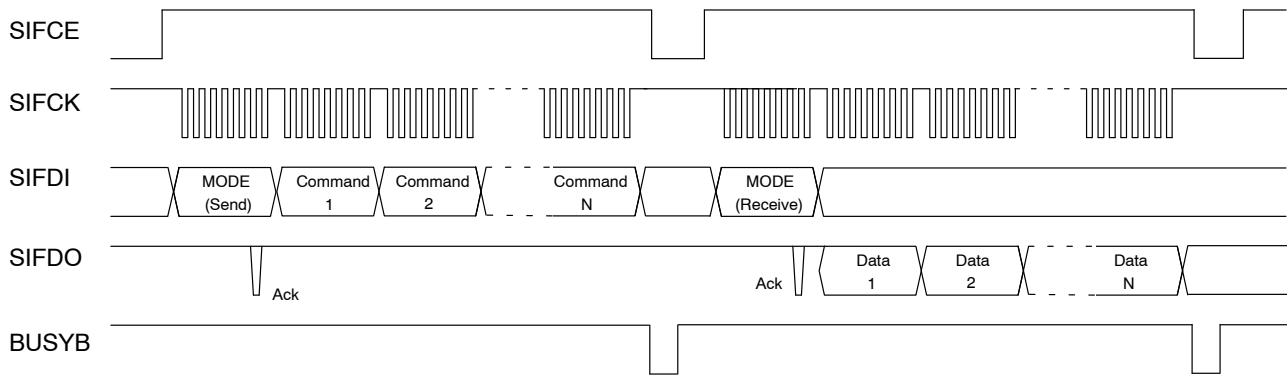 SIFCE
SIFCK
SIFDI
MODE
(Send)
Command
1
Command
2
Command
N
MODE
(Receive)
SIFDO
Ack
Ack
Data
1
Data
2
Data
N
BUSYB